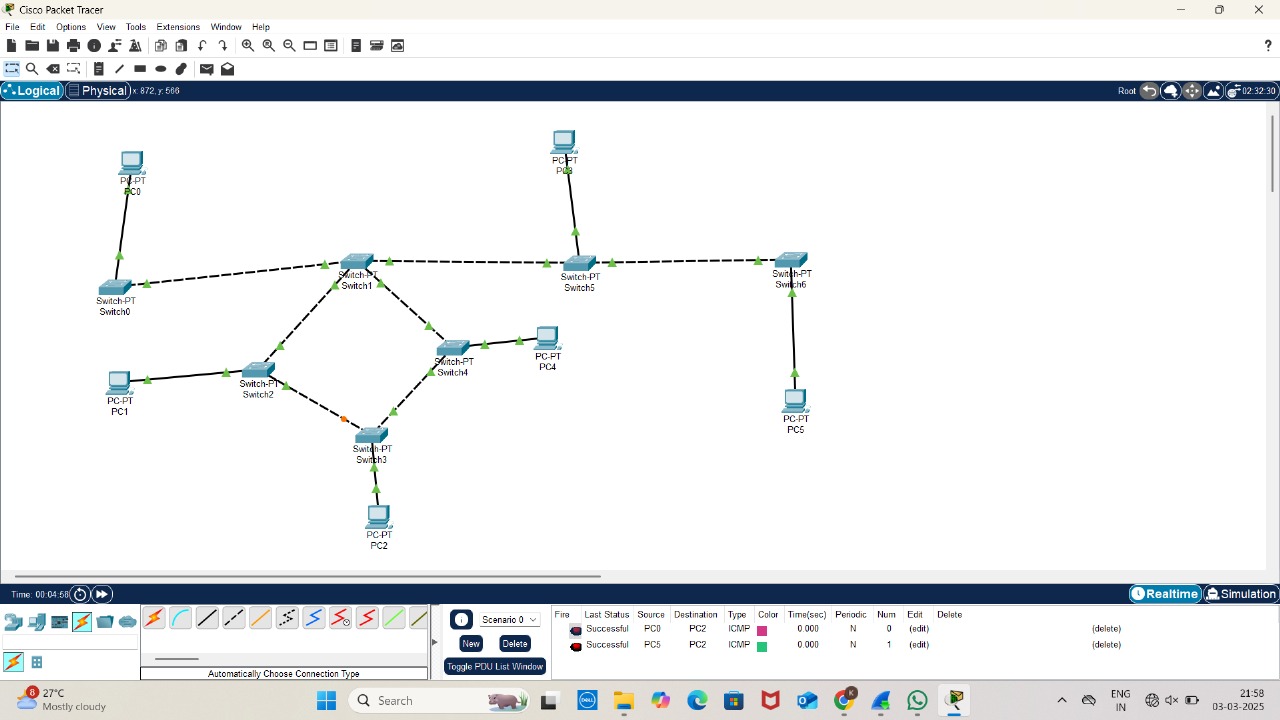 Cisco Packet Tracer
File Edit Options View Tools Extensions Window Help
Logical Physical x: 872, y: 566 Root 02:32:30
PC-PT
PC3
PC-PT
PC0
Switch-PT
Switch1
Switch-PT
Switch5
Switch-PT
Switch6
Switch-PT
Switch0
PC-PT
PC4
Switch-PT
Switch4
Switch-PT
Switch2
PC-PT
PC1
PC-PT
PC5
Switch-PT
Switch3
PC-PT
PC2
Time: 00:04:58 Realtime Simulation
Scenario 0
New Delete
Toggle PDU List Window
Automatically Choose Connection Type
Fire Last Status Source Destination Type Color Time(sec) Periodic Num Edit Delete
Successful PC0 PC2 ICMP 0.000 N 0 (edit) (delete)
Successful PC5 PC2 ICMP 0.000 N 1 (edit) (delete)
8
27°C
Mostly cloudy
Search
DELL
K
ENG
IN
21:58
03-03-2025